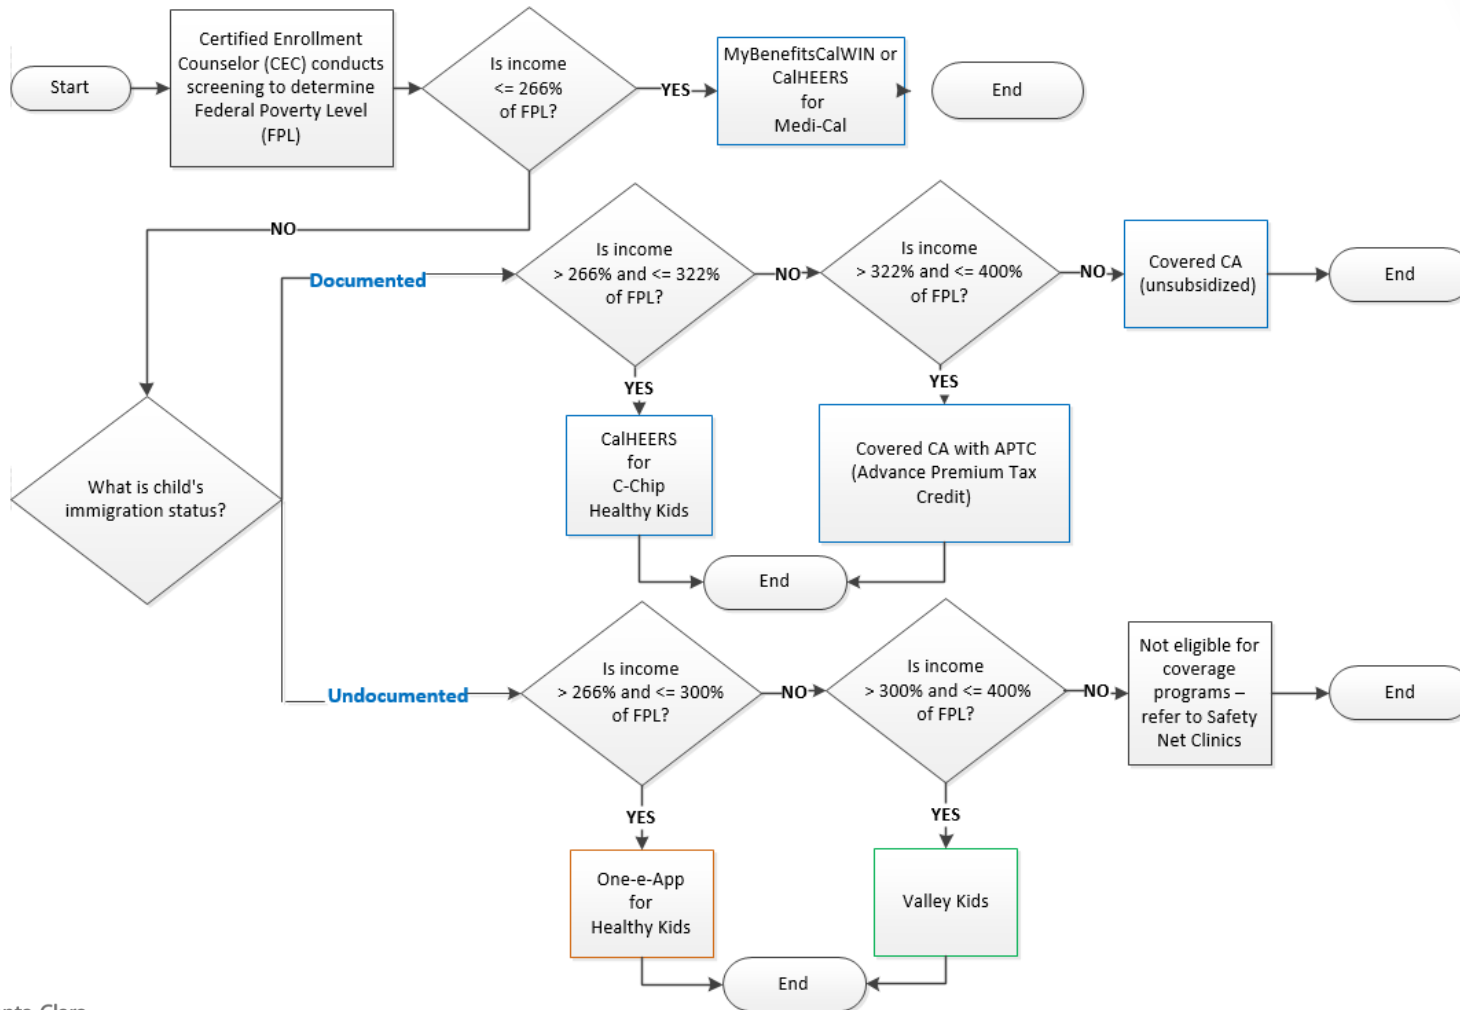 Start
Certified Enrollment
Counselor (CEC) conducts
screening to determine
Federal Poverty Level
(FPL)
Is income
<= 266%
of FPL?
YES
MyBenefitsCalWIN or
CalHEERS
for
Medi-Cal
End
NO
What is child's
immigration status?
Documented
Is income
> 266% and <= 322%
of FPL?
NO
Is income
> 322% and <= 400%
of FPL?
NO
Covered CA
(unsubsidized)
End
YES
CalHEERS
for
C-Chip
Healthy Kids
YES
Covered CA with APTC
(Advance Premium Tax
Credit)
End
Undocumented
Is income
> 266% and <= 300%
of FPL?
NO
Is income
> 300% and <= 400%
of FPL?
NO
Not eligible for
coverage
programs –
refer to Safety
Net Clinics
End
YES
One-e-App
for
Healthy Kids
YES
Valley Kids
End